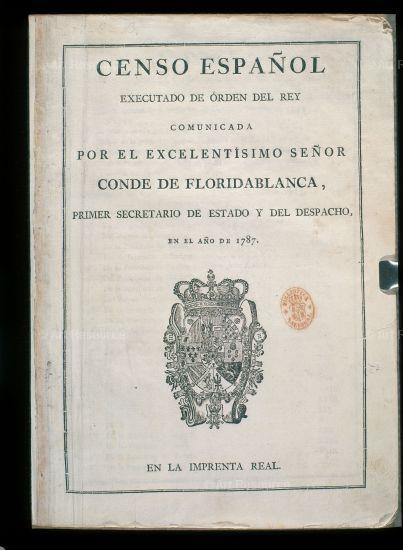 CENSO ESPAÑOL
EXECUTADO DE ÓRDEN DEL REY
COMUNICADA
POR EL EXCELENTÍSIMO SEÑOR
CONDE DE FLORIDABLANCA,
PRIMER SECRETARIO DE ESTADO Y DEL DESPACHO,
EN EL AÑO DE 1787.
EN LA IMPRENTA REAL.